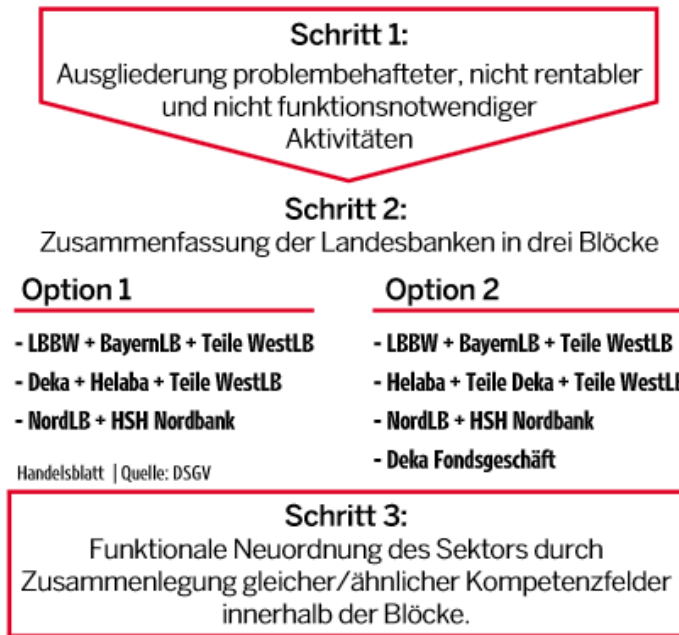 Schritt 1:
Ausgliederung problembehafteter, nicht rentabler
und nicht funktionsnotwendiger
Aktivitäten
Schritt 2:
Zusammenfassung der Landesbanken in drei Blöcke
Option 1
- LBBW + BayernLB + Teile WestLB
- Deka + Helaba + Teile WestLB
- NordLB + HSH Nordbank
Handelsblatt | Quelle: DSGV
Option 2
- LBBW + BayernLB + Teile WestLB
- Helaba + Teile Deka + Teile WestLB
- NordLB + HSH Nordbank
- Deka Fondsgeschäft
Schritt 3:
Funktionale Neuordnung des Sektors durch
Zusammenlegung gleicher/ähnlicher Kompetenzfelder
innerhalb der Blöcke.